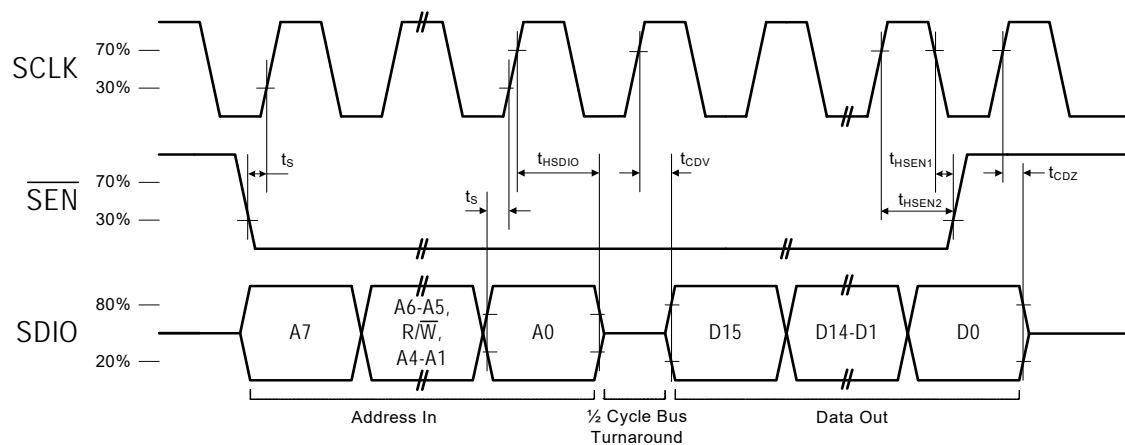 SCLK
70%
30%
SEN
70%
30%
tS
tS
tHSDIO
tCDV
tHSEN1
tHSEN2
tCDZ
SDIO
80%
20%
A7
A6-A5,
R/W,
A4-A1
A0
D15
D14-D1
D0
Address In
½ Cycle Bus
Turnaround
Data Out